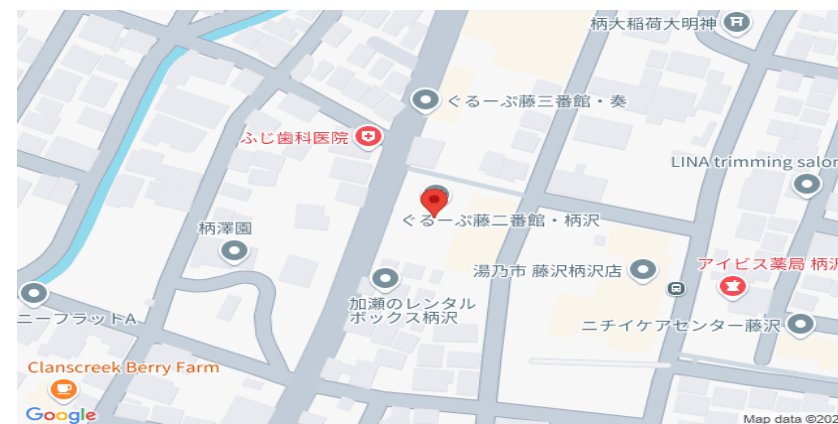 柄大稲荷大明神
ぐるーぷ藤三番館・奏
ふじ歯科医院
LINA trimming salon
ぐるーぷ藤二番館・柄沢
柄澤園
湯乃市 藤沢柄沢店
アイビス薬局 柄沢
加瀬のレンタル
ボックス柄沢
ニーフラットA
ニチイケアセンター藤沢
Clanscreek Berry Farm
Google
Map data ©202